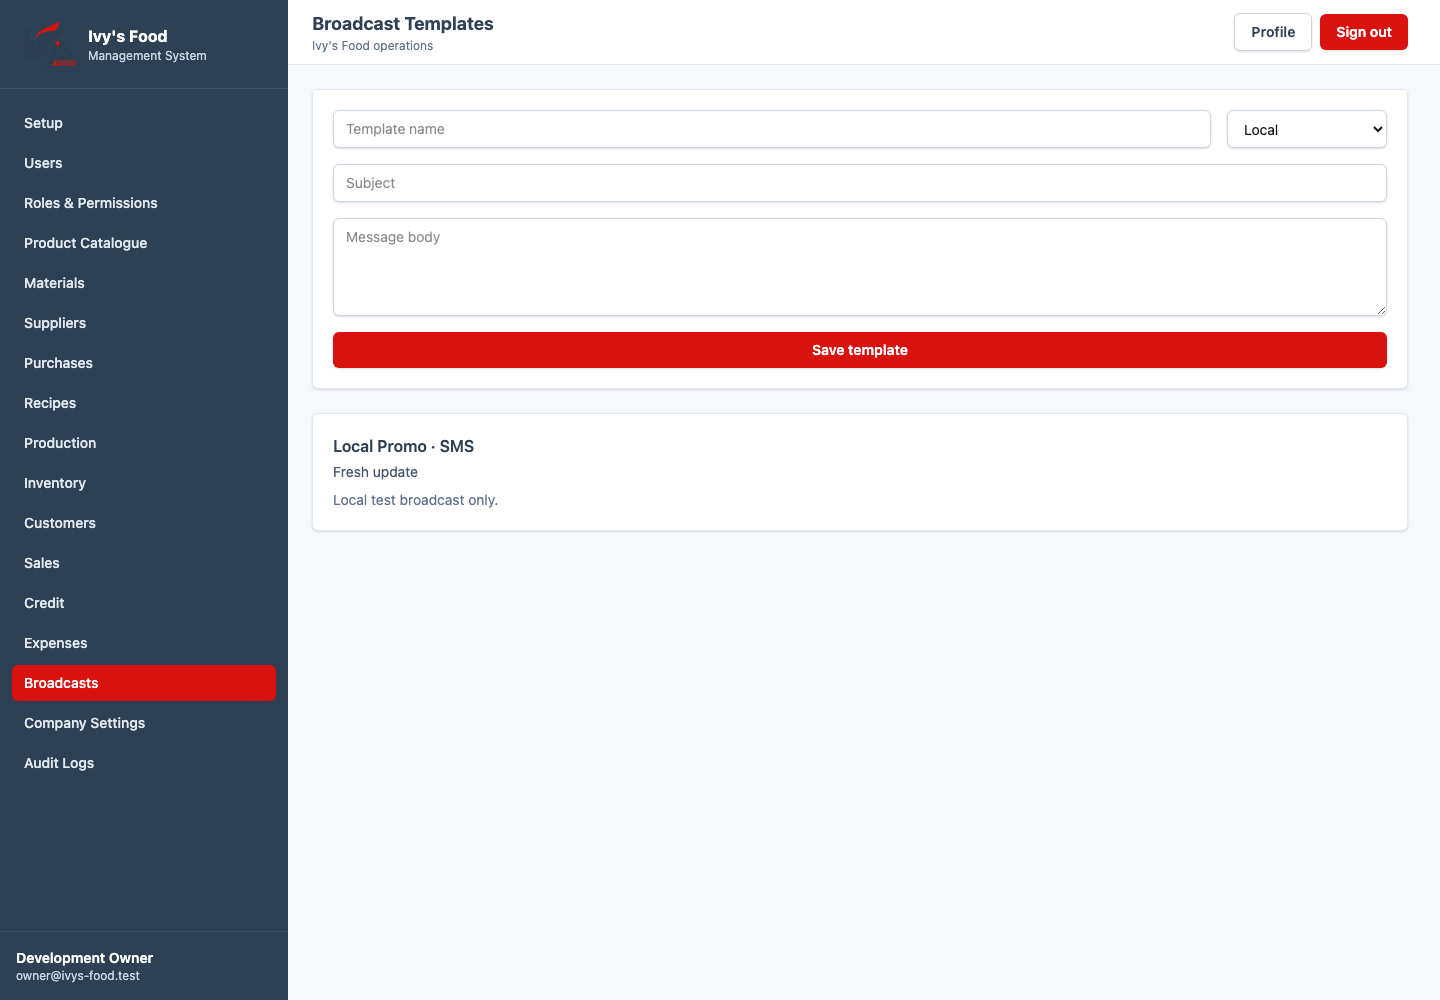 Ivy's Food
Management System
Setup
Users
Roles & Permissions
Product Catalogue
Materials
Suppliers
Purchases
Recipes
Production
Inventory
Customers
Sales
Credit
Expenses
Broadcasts
Company Settings
Audit Logs
Development Owner
owner@ivys-food.test
Broadcast Templates
Ivy's Food operations
Profile
Sign out
Template name
Local
Subject
Message body
Save template
Local Promo · SMS
Fresh update
Local test broadcast only.